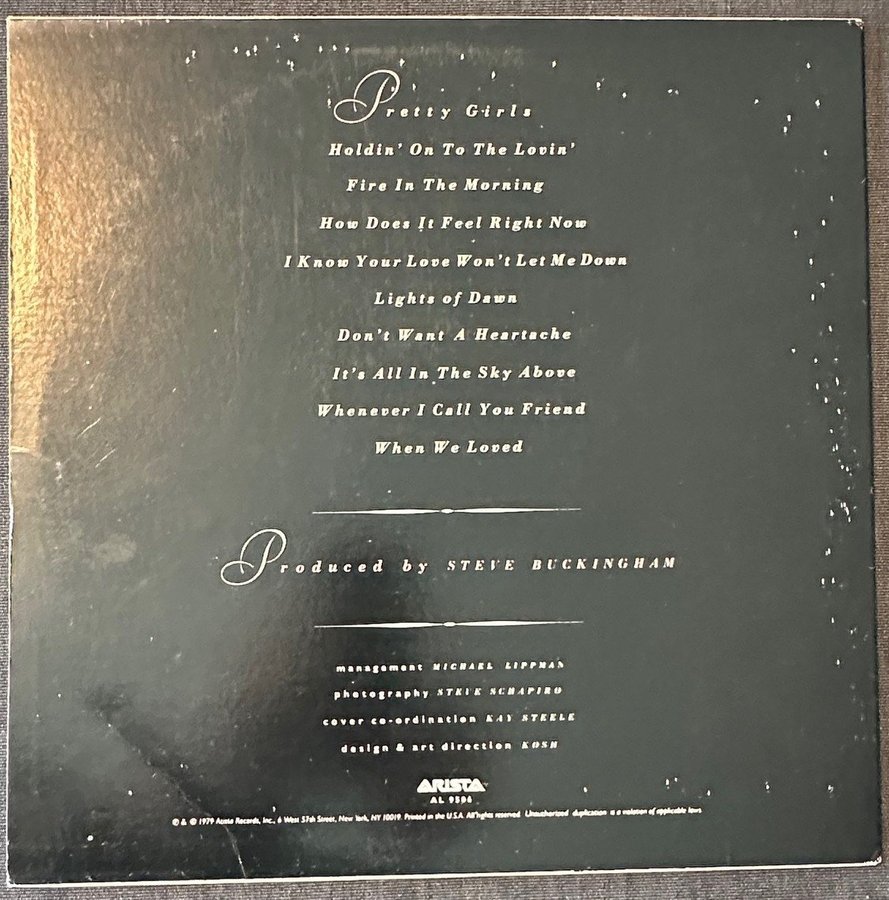 Pretty Girls
Holdin' On To The Lovin'
Fire In The Morning
How Does It Feel Right Now
I Know Your Love Won't Let Me Down
Lights of Dawn
Don't Want A Heartache
It's All In The Sky Above
Whenever I Call You Friend
When We Loved
Produced by STEVE BUCKINGHAM
management MICHAEL LIPPMAN
photography STEVE SCHAPIRO
cover co-ordination KAY STEELE
design & art direction KOSH
ARISTA
AL 9506
℗ & © 1979 Arista Records, Inc., 6 West 57th Street, New York, NY 10019. Printed in the U.S.A. All rights reserved. Unauthorized duplication is a violation of applicable laws.